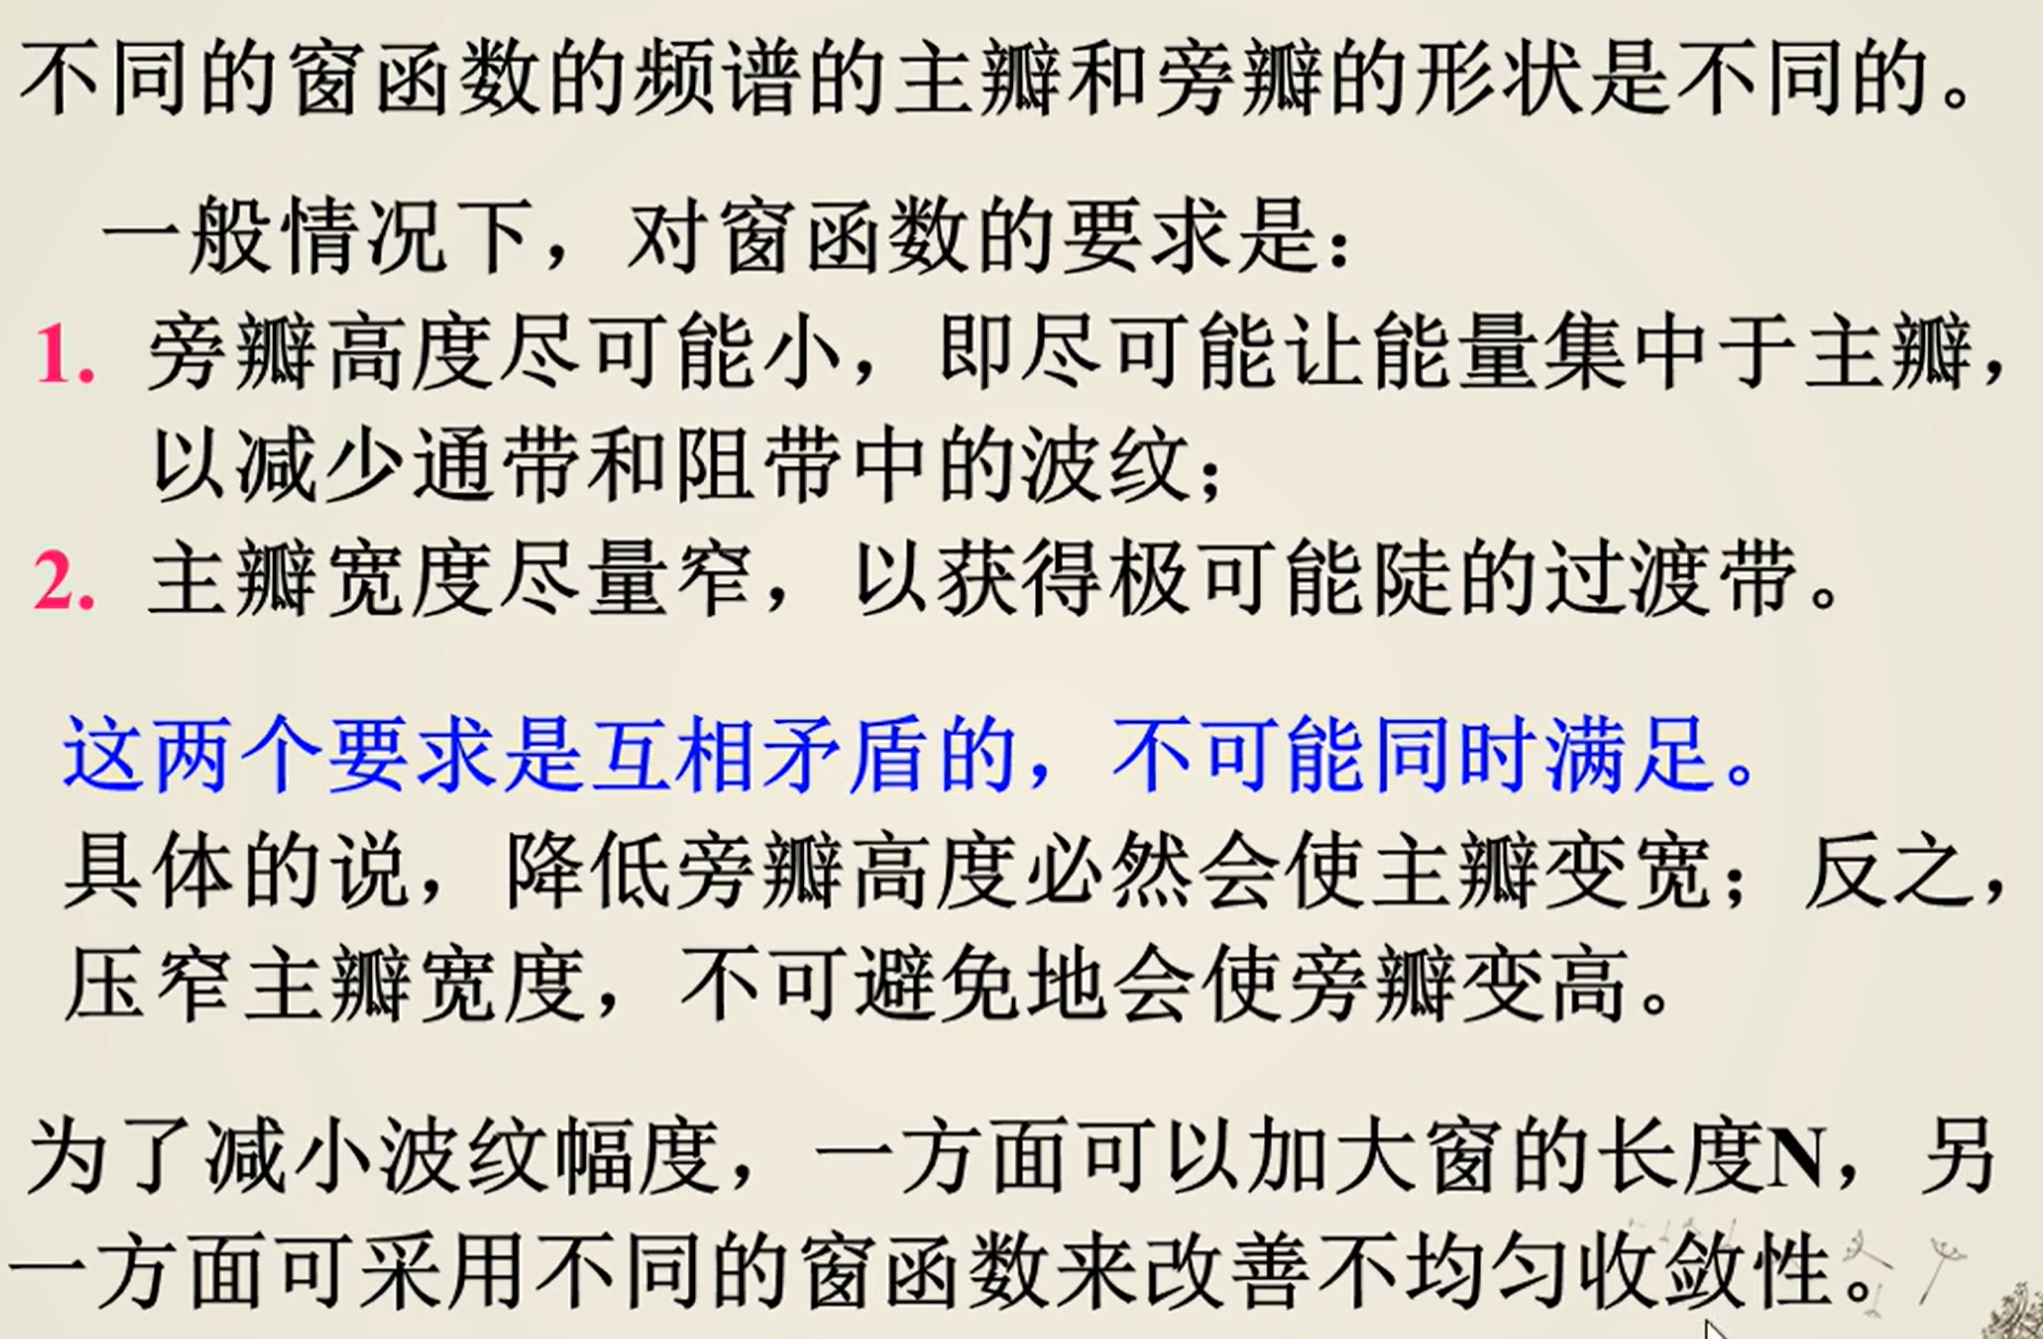 不同的窗函数的频谱的主瓣和旁瓣的形状是不同的。
一般情况下，对窗函数的要求是：
1. 旁瓣高度尽可能小，即尽可能让能量集中于主瓣，
以减少通带和阻带中的波纹；
2. 主瓣宽度尽量窄，以获得极可能陡的过渡带。
这两个要求是互相矛盾的，不可能同时满足。
具体的说，降低旁瓣高度必然会使主瓣变宽；反之，
压窄主瓣宽度，不可避免地会使旁瓣变高。
为了减小波纹幅度，一方面可以加大窗的长度N，另
一方面可采用不同的窗函数来改善不均匀收敛性。